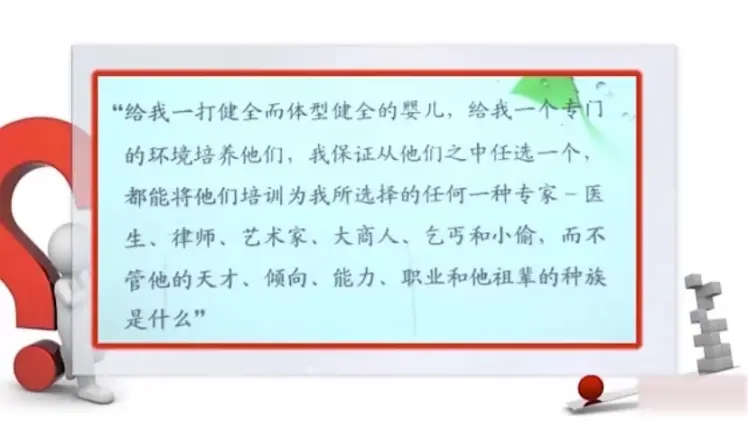 “给我一打健全而体型健全的婴儿，给我一个专门
的环境培养他们，我保证从他们之中任选一个，
都能将他们培训为我所选择的任何一种专家–医
生、律师、艺术家、大商人、乞丐和小偷，而不
管他的天才、倾向、能力、职业和他祖辈的种族
是什么”